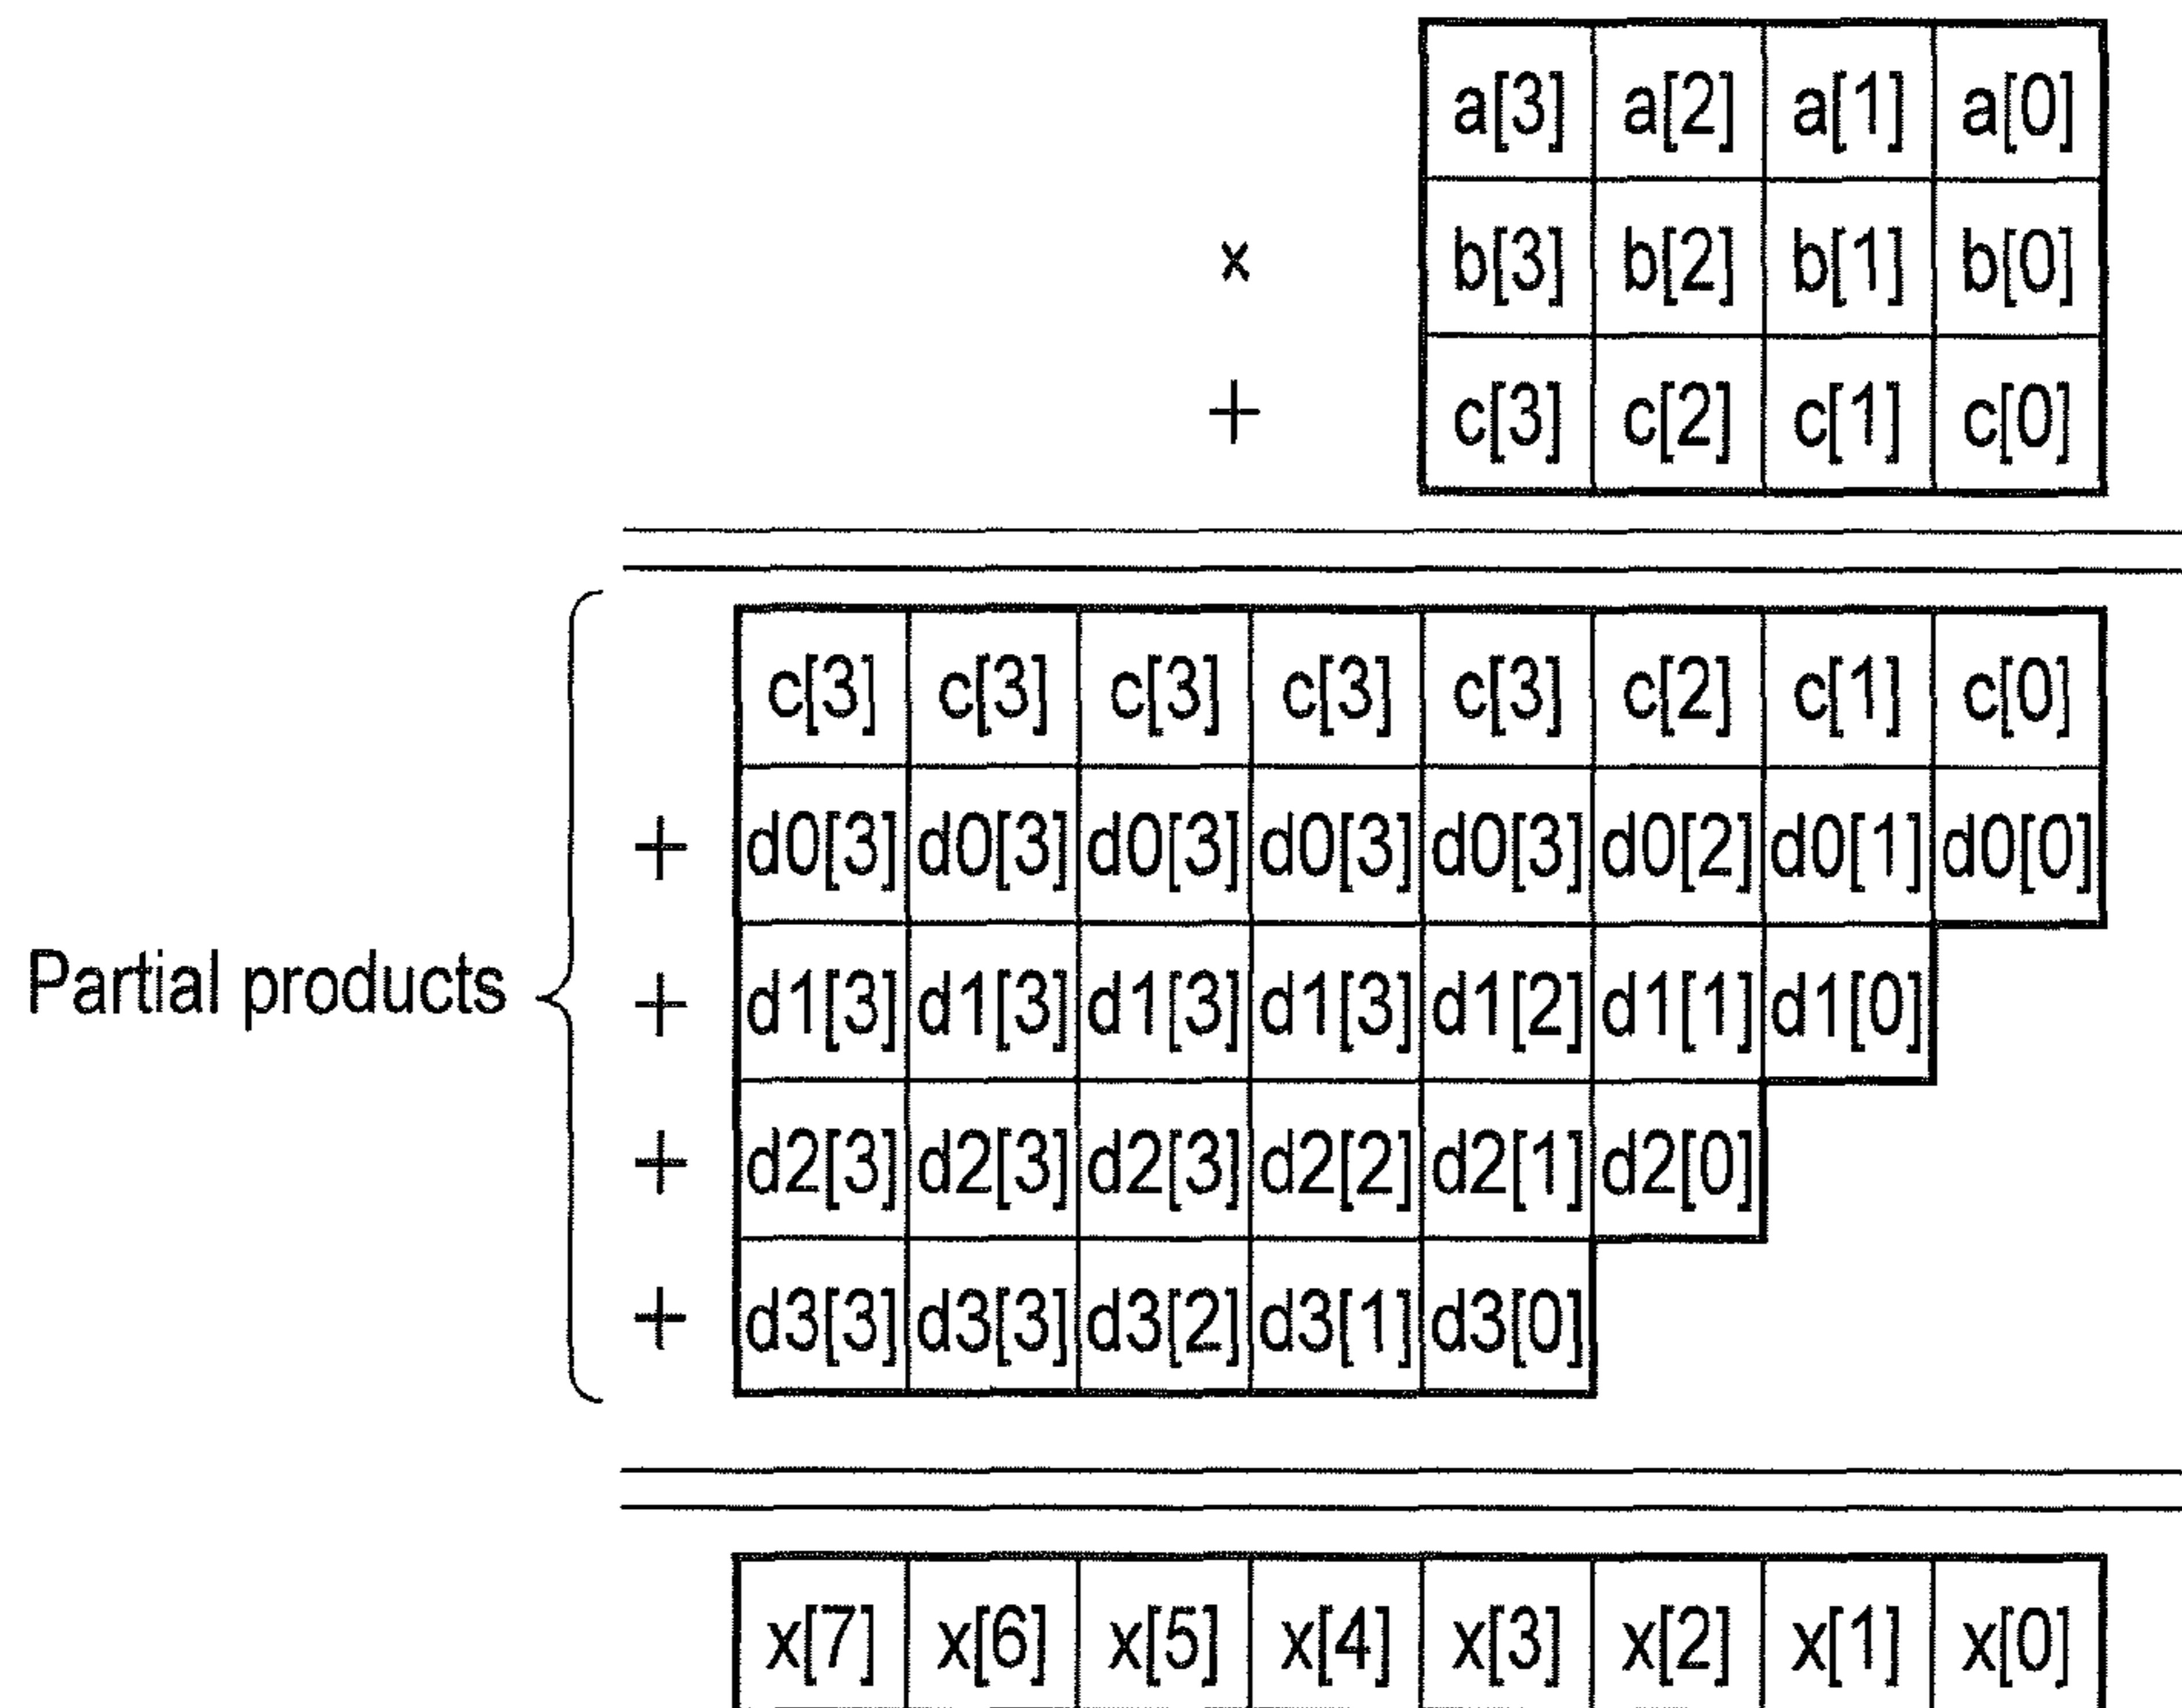 a[3] a[2] a[1] a[0]
× b[3] b[2] b[1] b[0]
+ c[3] c[2] c[1] c[0]
c[3] c[3] c[3] c[3] c[3] c[2] c[1] c[0]
+ d0[3] d0[3] d0[3] d0[3] d0[3] d0[2] d0[1] d0[0]
Partial products + d1[3] d1[3] d1[3] d1[3] d1[2] d1[1] d1[0]
+ d2[3] d2[3] d2[3] d2[2] d2[1] d2[0]
+ d3[3] d3[3] d3[2] d3[1] d3[0]
x[7] x[6] x[5] x[4] x[3] x[2] x[1] x[0]